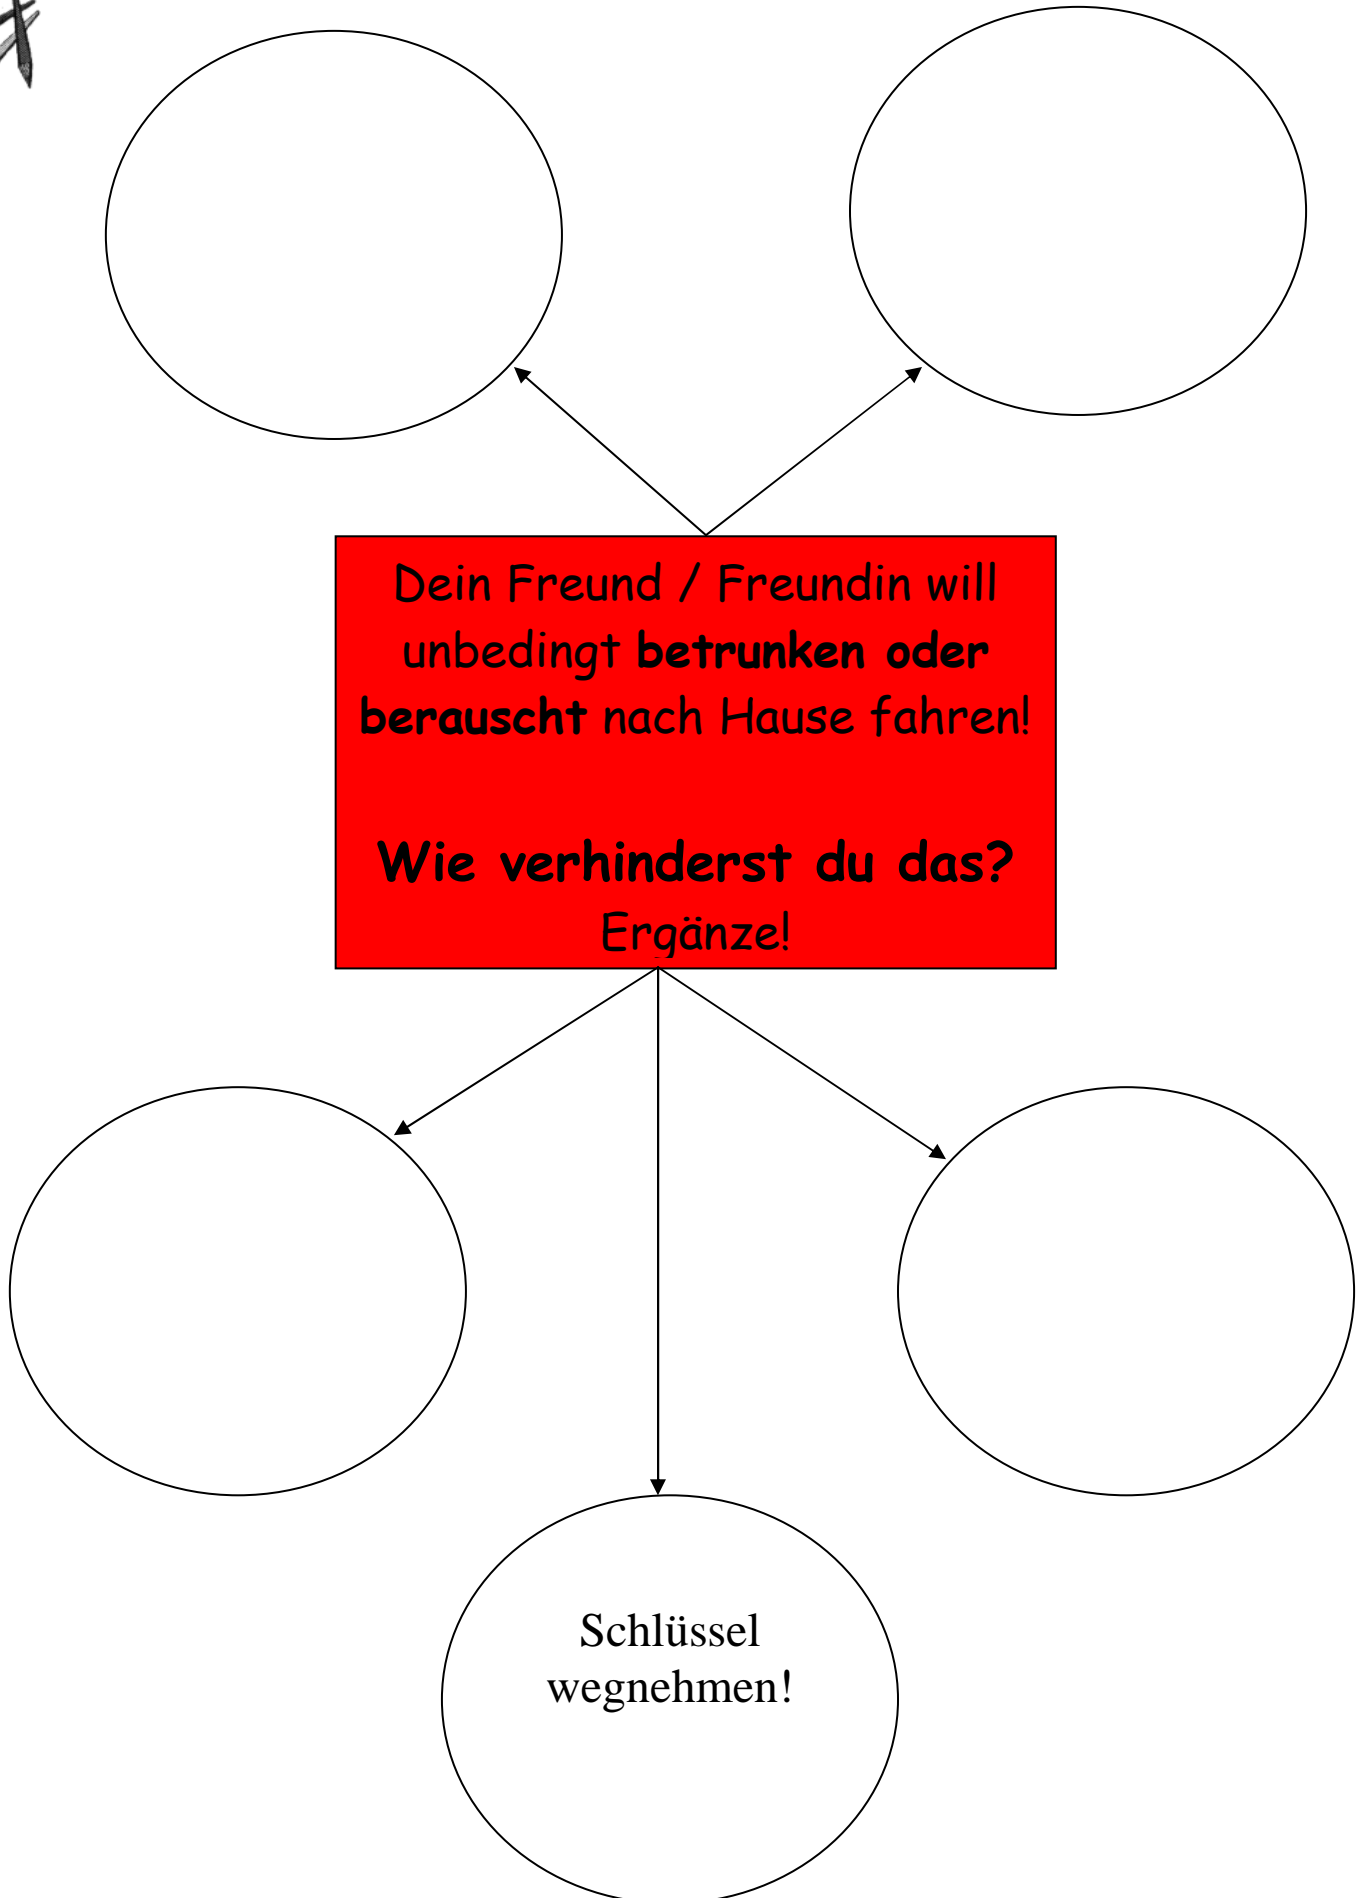 Dein Freund / Freundin will
unbedingt betrunken oder
berauscht nach Hause fahren!
Wie verhinderst du das?
Ergänze!
Schlüssel
wegnehmen!